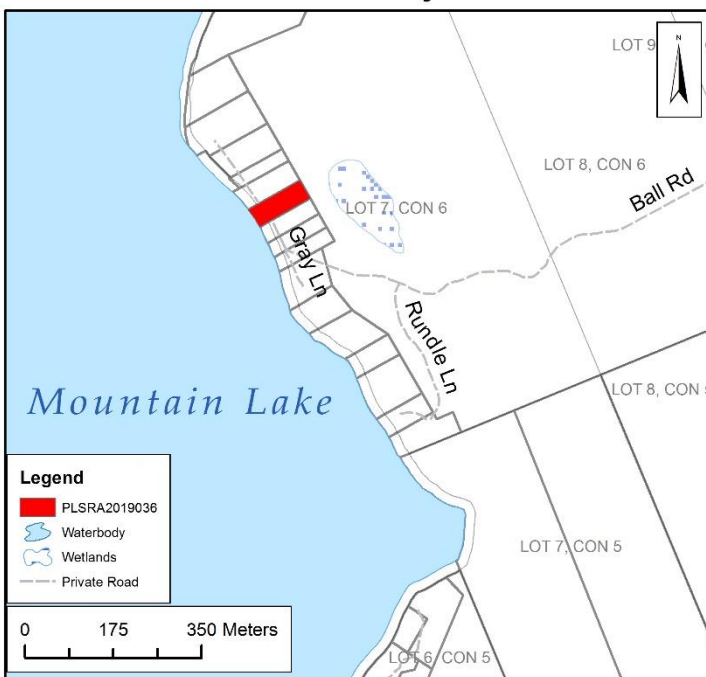 LOT 9
N
LOT 8, CON 6
Ball Rd
LOT 7, CON 6
Gray Ln
Rundle Ln
Mountain Lake
LOT 8, CON 5
LOT 7, CON 5
LOT 6, CON 5
Legend
PLSRA2019036
Waterbody
Wetlands
Private Road
0 175 350 Meters